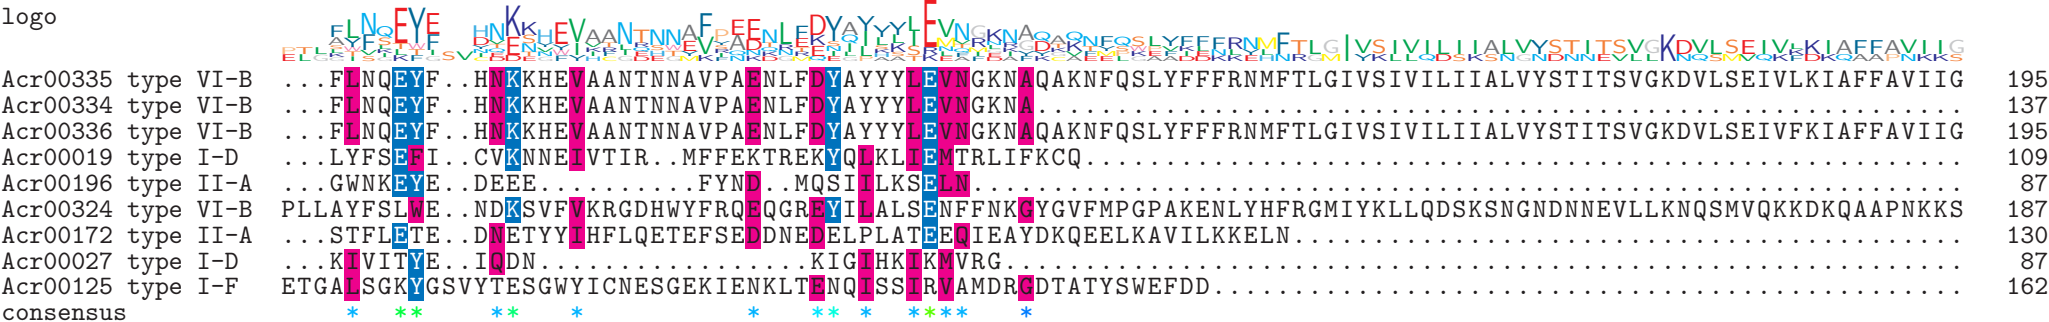 logo
Acr00335 type VI-B ...FLNQEYF..HNKKHEVAANTNNAVPAENLFDYAYYYLEVNGKNAQAKNFQSLYFFFRNMFTLGIVSIVILIIALVYSTITSVGKDVLSEIVLKIAFFAVIIG 195
Acr00334 type VI-B ...FLNQEYF..HNKKHEVAANTNNAVPAENLFDYAYYYLEVNGKNA.......................................................... 137
Acr00336 type VI-B ...FLNQEYF..HNKKHEVAANTNNAVPAENLFDYAYYYLEVNGKNAQAKNFQSLYFFFRNMFTLGIVSIVILIIALVYSTITSVGKDVLSEIVFKIAFFAVIIG 195
Acr00019 type I-D ...LYFSEFI..CVKNNEIVTIR..MFFEKTREKYQLKLIEMTRLIFKCQ....................................................... 109
Acr00196 type II-A ...GWNKEYE..DEEE..........FYND..MQSIILKSELN.............................................................. 87
Acr00324 type VI-B PLLAYFSLWE..NDKSVFVKRGDHWYFRQEQGREYILALSENFFNKGYGVFMPGPAKENLYHFRGMIYKLLQDSKSNGNDNNEVLLKNQSMVQKKDKQAAPNKKS 187
Acr00172 type II-A ...STFLETE..DNETYYIHFLQETEFSEDDNEDELPLATEEQIEAYDKQEELKAVILKKELN.......................................... 130
Acr00027 type I-D ...KIVITYE..IQDN.................KIGIHKIKMVRG............................................................ 87
Acr00125 type I-F ETGALSGKYGSVYTESGWYICNESGEKIENKLTENQISSIRVAMDRGDTATYSWEFDD............................................... 162
consensus * ** ** * * ** * ***** *